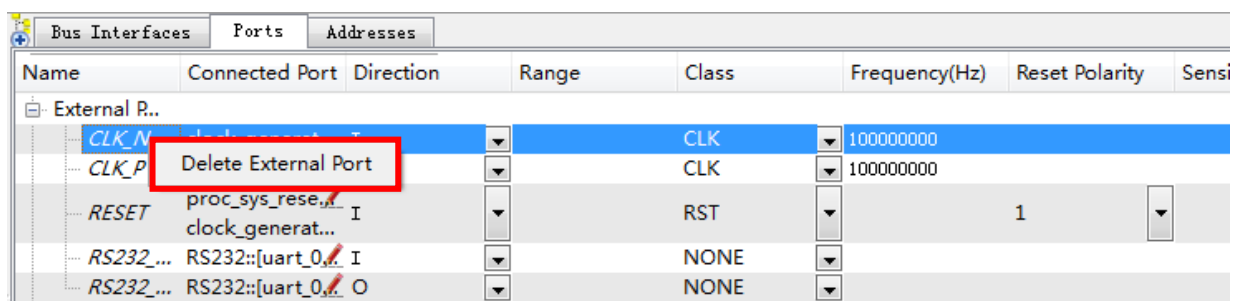 Bus Interfaces Ports Addresses
Name Connected Port Direction Range Class Frequency(Hz) Reset Polarity Sensi
External P...
CLK_N CLK 100000000
Delete External Port
CLK_P CLK 100000000
RESET proc_sys_rese... I RST 1
clock_generat...
RS232_... RS232::[uart_0... I NONE
RS232_... RS232::[uart_0... O NONE